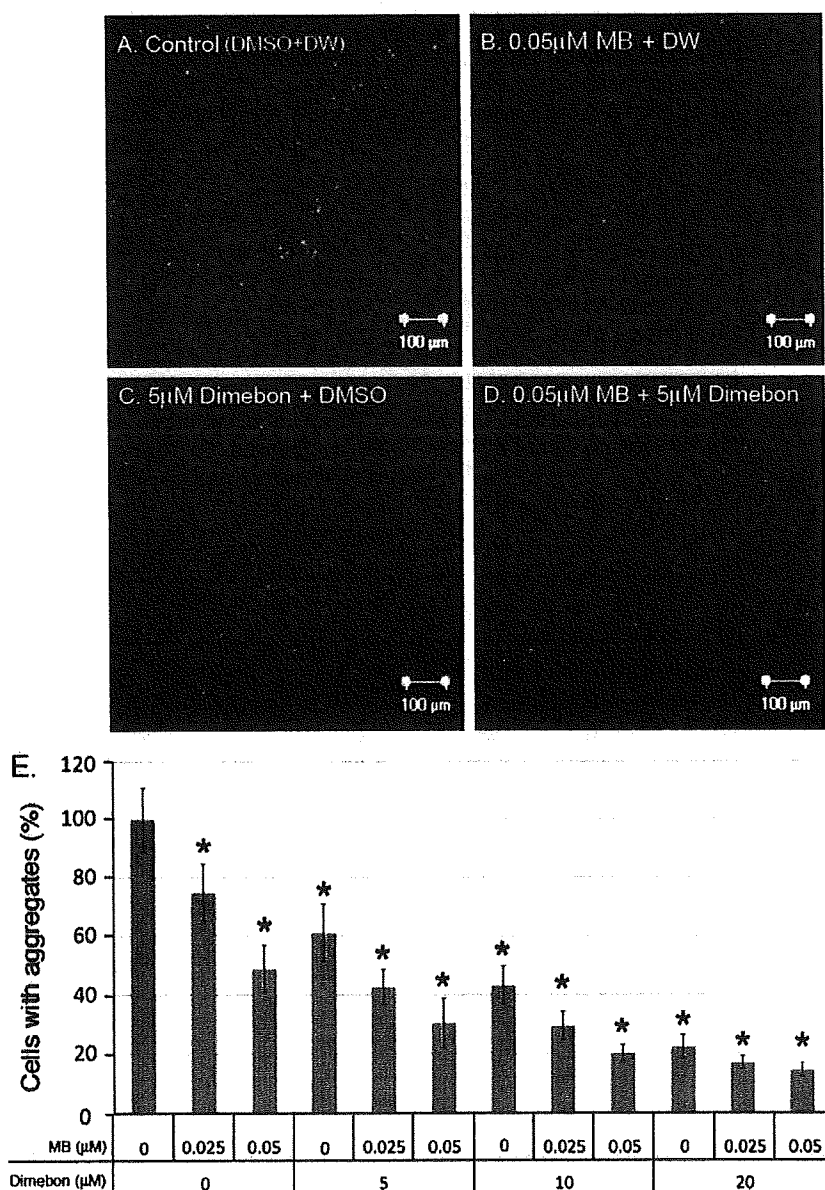 A. Control (DMSO+DW)
B. 0.05µM MB + DW
100 µm
100 µm
C. 5µM Dimebon + DMSO
D. 0.05µM MB + 5µM Dimebon
100 µm
100 µm
E.
Cells with aggregates (%)
120
100
80
60
40
20
0
* * * * * * * * * * *
MB (µM) 0 0.025 0.05 0 0.025 0.05 0 0.025 0.05 0 0.025 0.05
Dimebon (µM) 0 5 10 20